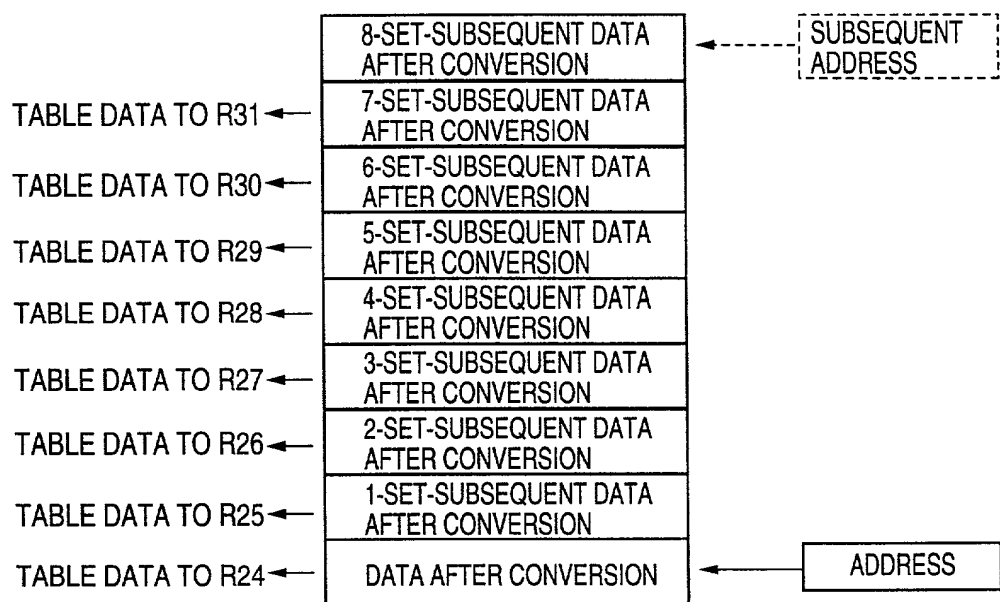 8-SET-SUBSEQUENT DATA
AFTER CONVERSION
SUBSEQUENT
ADDRESS
TABLE DATA TO R31
7-SET-SUBSEQUENT DATA
AFTER CONVERSION
TABLE DATA TO R30
6-SET-SUBSEQUENT DATA
AFTER CONVERSION
TABLE DATA TO R29
5-SET-SUBSEQUENT DATA
AFTER CONVERSION
TABLE DATA TO R28
4-SET-SUBSEQUENT DATA
AFTER CONVERSION
TABLE DATA TO R27
3-SET-SUBSEQUENT DATA
AFTER CONVERSION
TABLE DATA TO R26
2-SET-SUBSEQUENT DATA
AFTER CONVERSION
TABLE DATA TO R25
1-SET-SUBSEQUENT DATA
AFTER CONVERSION
TABLE DATA TO R24
DATA AFTER CONVERSION
ADDRESS